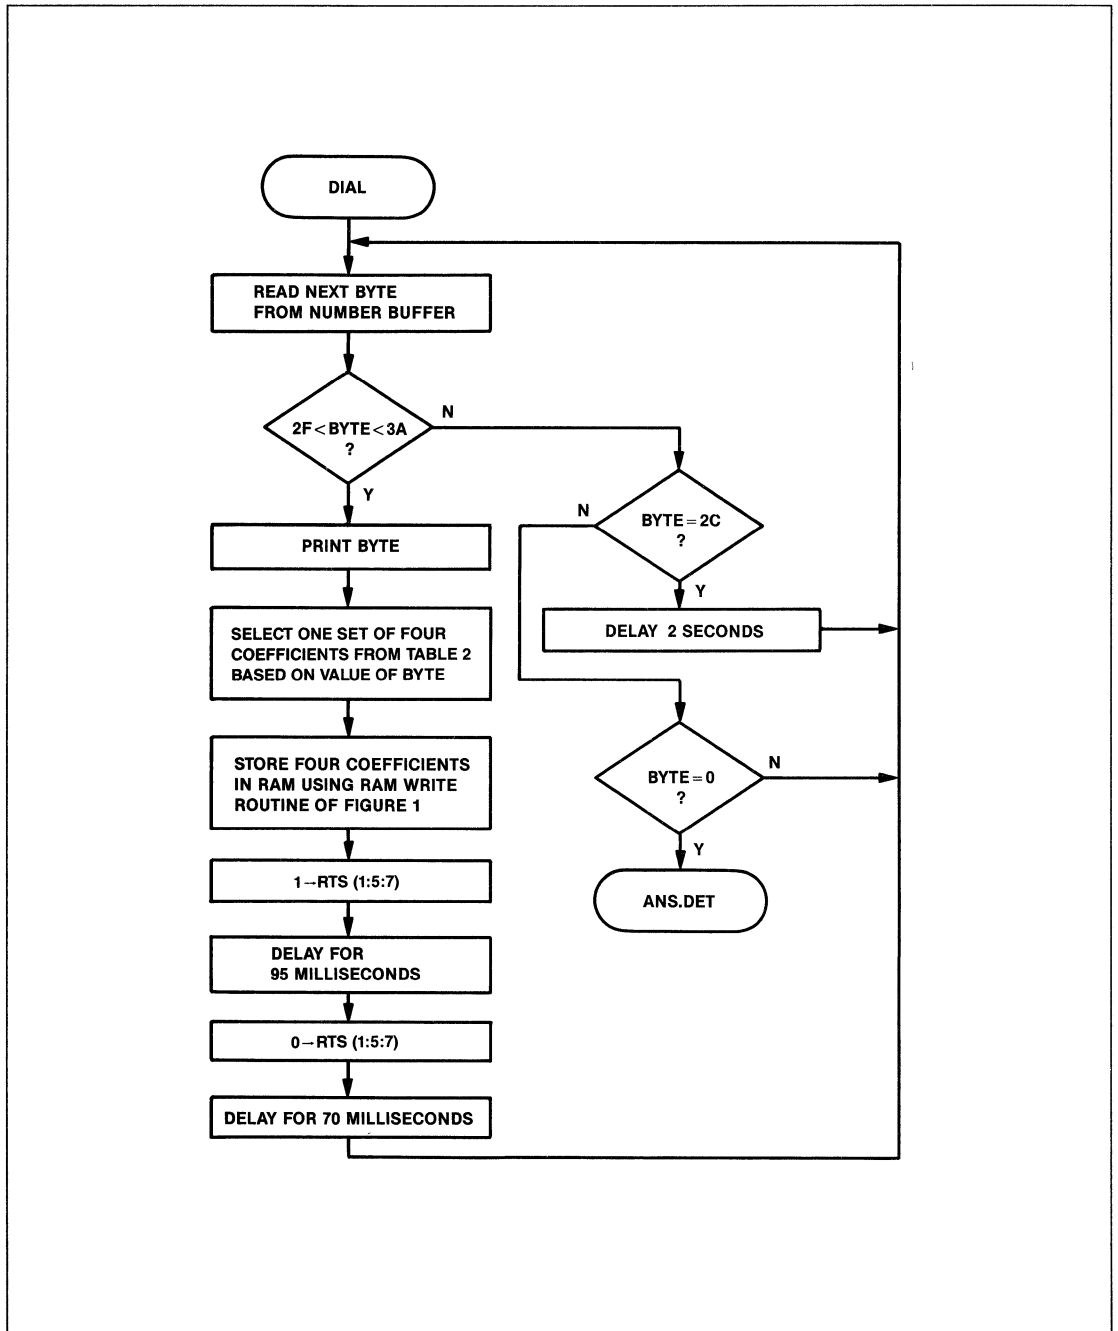 DIAL
READ NEXT BYTE
FROM NUMBER BUFFER
2F<BYTE<3A
?
N
Y
PRINT BYTE
SELECT ONE SET OF FOUR
COEFFICIENTS FROM TABLE 2
BASED ON VALUE OF BYTE
STORE FOUR COEFFICIENTS
IN RAM USING RAM WRITE
ROUTINE OF FIGURE 1
1→RTS (1:5:7)
DELAY FOR
95 MILLISECONDS
0→RTS (1:5:7)
DELAY FOR 70 MILLISECONDS
BYTE=2C
?
N
Y
DELAY 2 SECONDS
BYTE=0
?
N
Y
ANS.DET